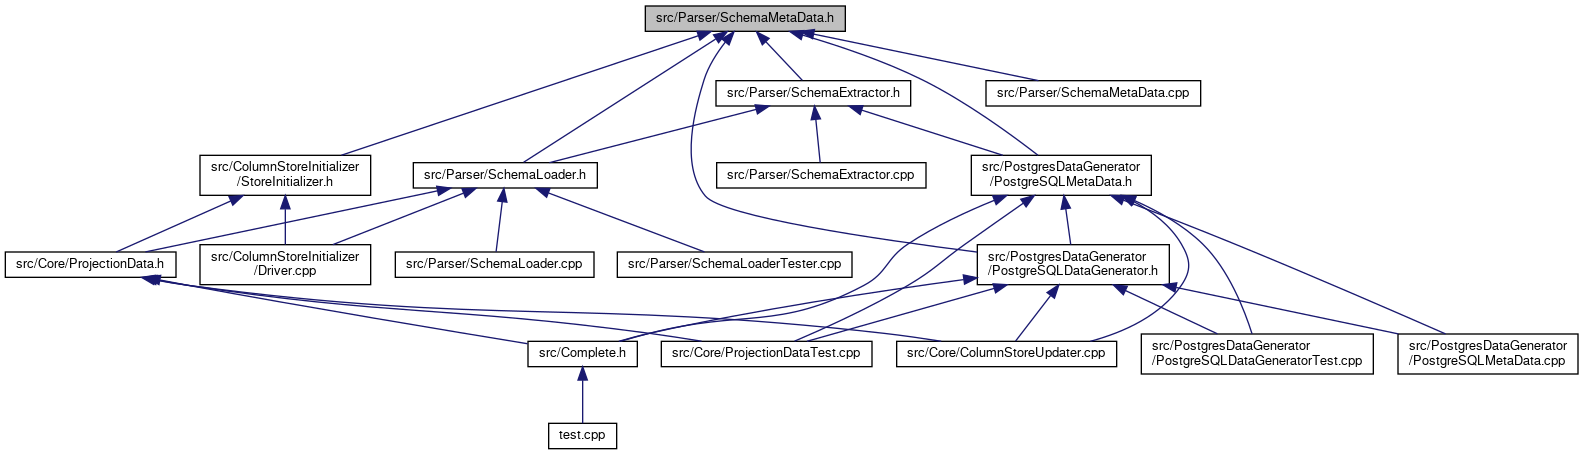 src/Parser/SchemaMetaData.h
src/Parser/SchemaExtractor.h
src/Parser/SchemaMetaData.cpp
src/ColumnStoreInitializer
/StoreInitializer.h
src/Parser/SchemaLoader.h
src/Parser/SchemaExtractor.cpp
src/PostgresDataGenerator
/PostgreSQLMetaData.h
src/Core/ProjectionData.h
src/ColumnStoreInitializer
/Driver.cpp
src/Parser/SchemaLoader.cpp
src/Parser/SchemaLoaderTester.cpp
src/PostgresDataGenerator
/PostgreSQLDataGenerator.h
src/Complete.h
src/Core/ProjectionDataTest.cpp
src/Core/ColumnStoreUpdater.cpp
src/PostgresDataGenerator
/PostgreSQLDataGeneratorTest.cpp
src/PostgresDataGenerator
/PostgreSQLMetaData.cpp
test.cpp